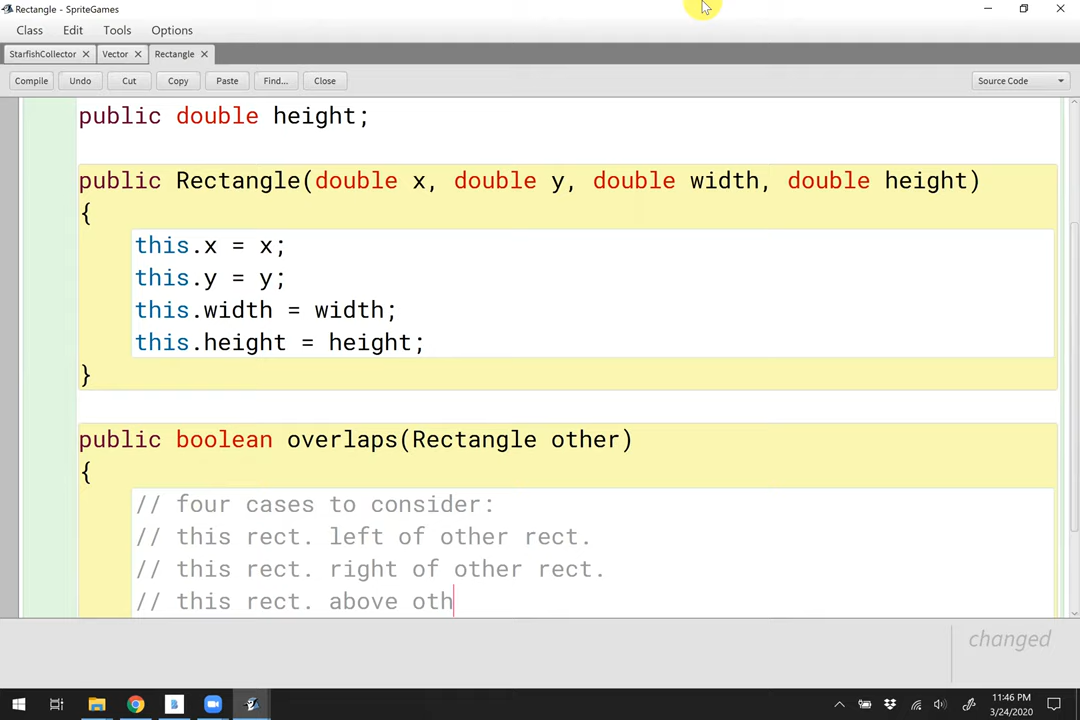 Rectangle - SpriteGames
Class Edit Tools Options
StarfishCollector Vector Rectangle
Compile Undo Cut Copy Paste Find... Close Source Code
public double height;
public Rectangle(double x, double y, double width, double height)
{
this.x = x;
this.y = y;
this.width = width;
this.height = height;
}
public boolean overlaps(Rectangle other)
{
// four cases to consider:
// this rect. left of other rect.
// this rect. right of other rect.
// this rect. above oth
changed
11:46 PM
3/24/2020